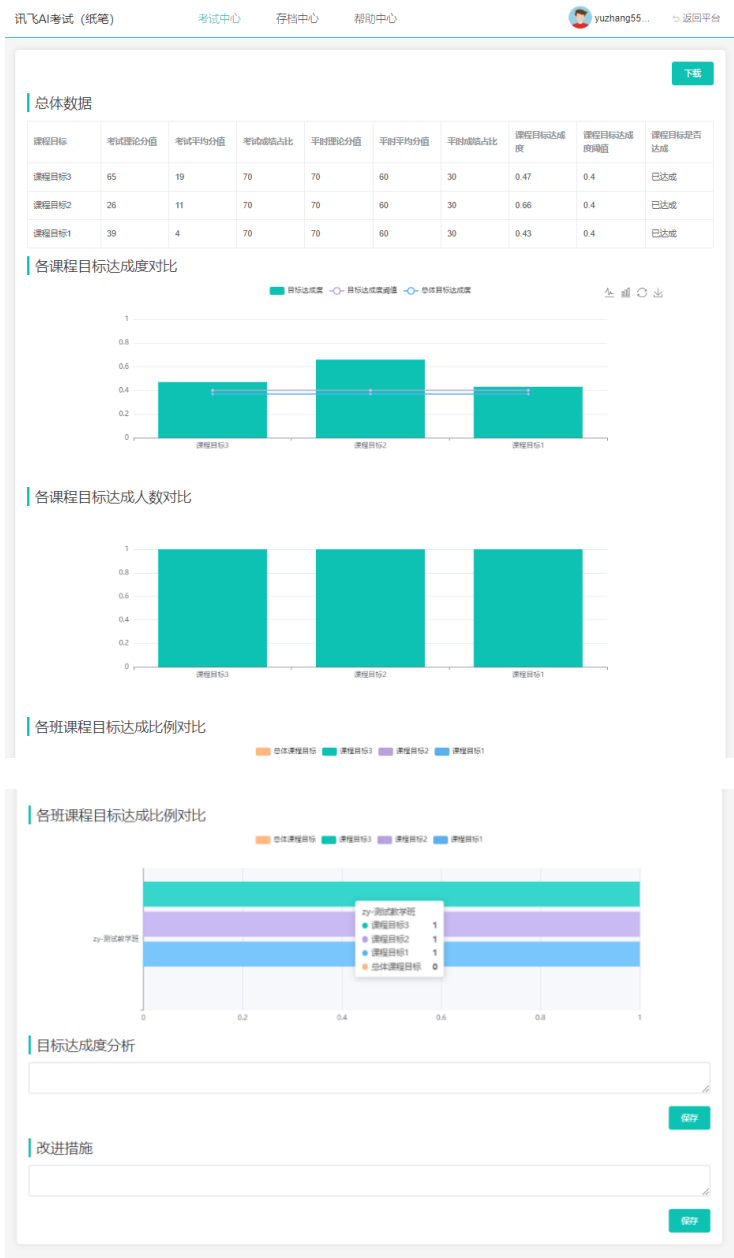 讯飞AI考试（纸笔） 考试中心 存档中心 帮助中心 yuzhang55... 返回平台
下载
总体数据
课程目标 考试理论分值 考试平均分值 考试成绩占比 平时理论分值 平时平均分值 平时成绩占比 课程目标达成度 课程目标达成度阈值 课程目标是否达成
课程目标3 65 19 70 70 60 30 0.47 0.4 已达成
课程目标2 26 11 70 70 60 30 0.66 0.4 已达成
课程目标1 39 4 70 70 60 30 0.43 0.4 已达成
各课程目标达成度对比
目标达成度 目标达成度阈值 总体目标达成度
1
0.8
0.6
0.4
0.2
0
课程目标3 课程目标2 课程目标1
各课程目标达成人数对比
1
0.8
0.6
0.4
0.2
0
课程目标3 课程目标2 课程目标1
各班课程目标达成比例对比
总体课程目标 课程目标3 课程目标2 课程目标1
各班课程目标达成比例对比
总体课程目标 课程目标3 课程目标2 课程目标1
zy-测试教学班
zy-测试教学班
课程目标3 1
课程目标2 1
课程目标1 1
总体课程目标 0
0 0.2 0.4 0.6 0.8 1
目标达成度分析
保存
改进措施
保存